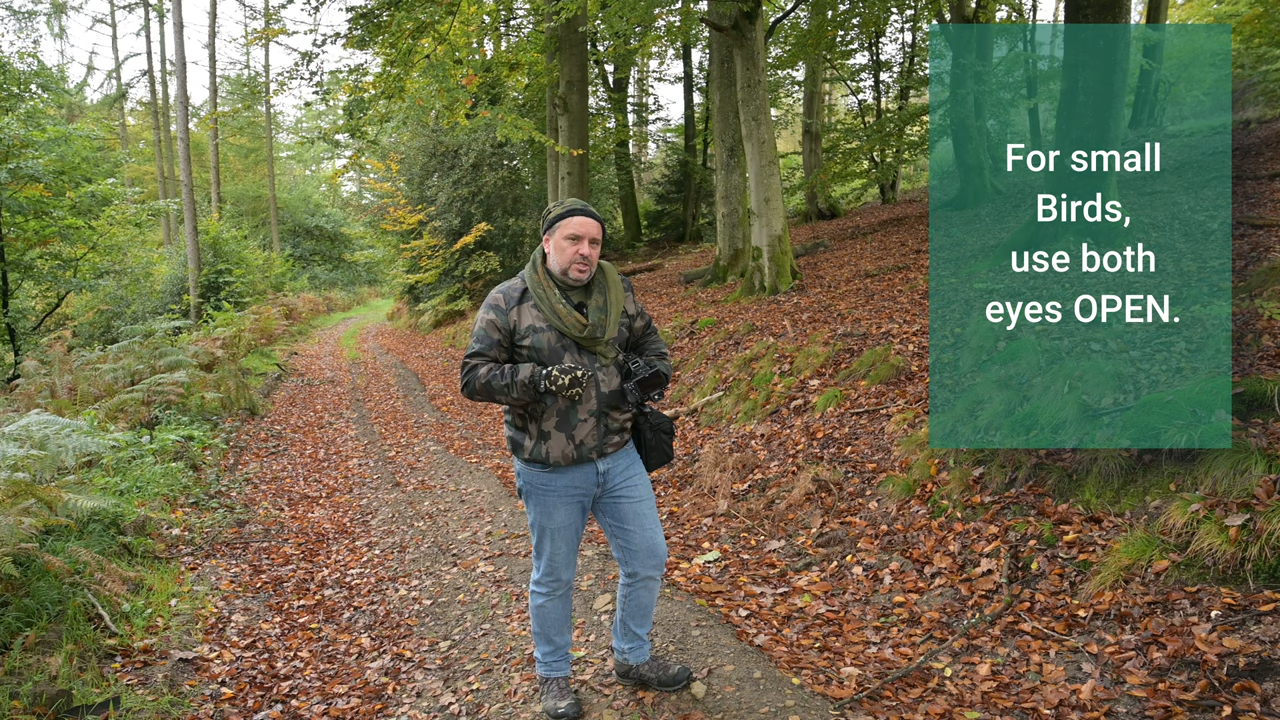 For small
Birds,
use both
eyes OPEN.